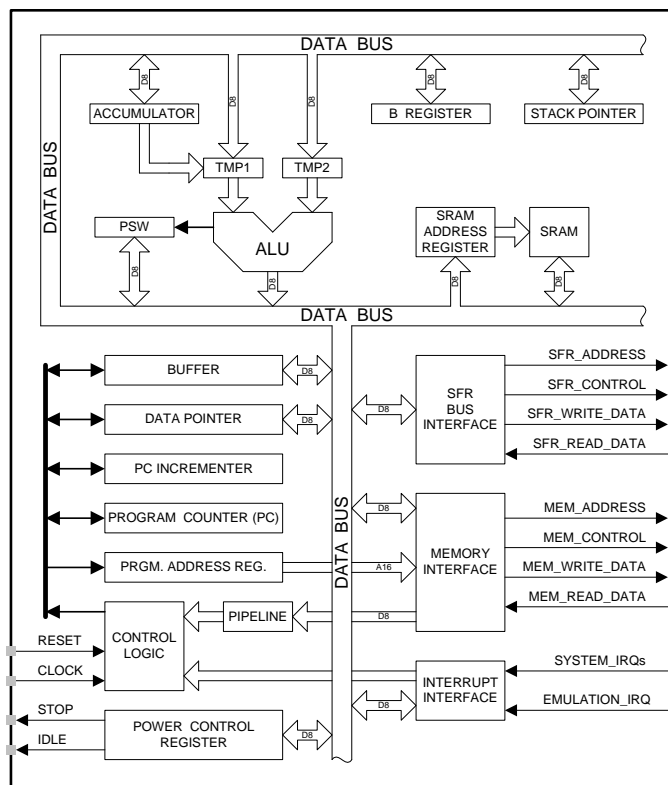 DATA BUS
D8
D8
D8
D8
D8
ACCUMULATOR
B REGISTER
STACK POINTER
DATA BUS
TMP1
TMP2
PSW
ALU
SRAM
ADDRESS
REGISTER
SRAM
D8
D8
D8
D8
DATA BUS
BUFFER
D8
DATA POINTER
D8
PC INCREMENTER
PROGRAM COUNTER (PC)
PRGM. ADDRESS REG.
A16
DATA BUS
D8
SFR
BUS
INTERFACE
SFR_ADDRESS
SFR_CONTROL
SFR_WRITE_DATA
SFR_READ_DATA
D8
MEMORY
INTERFACE
MEM_ADDRESS
MEM_CONTROL
MEM_WRITE_DATA
MEM_READ_DATA
RESET
CLOCK
CONTROL
LOGIC
PIPELINE
D8
INTERRUPT
INTERFACE
D8
SYSTEM_IRQs
EMULATION_IRQ
STOP
IDLE
POWER CONTROL
REGISTER
D8